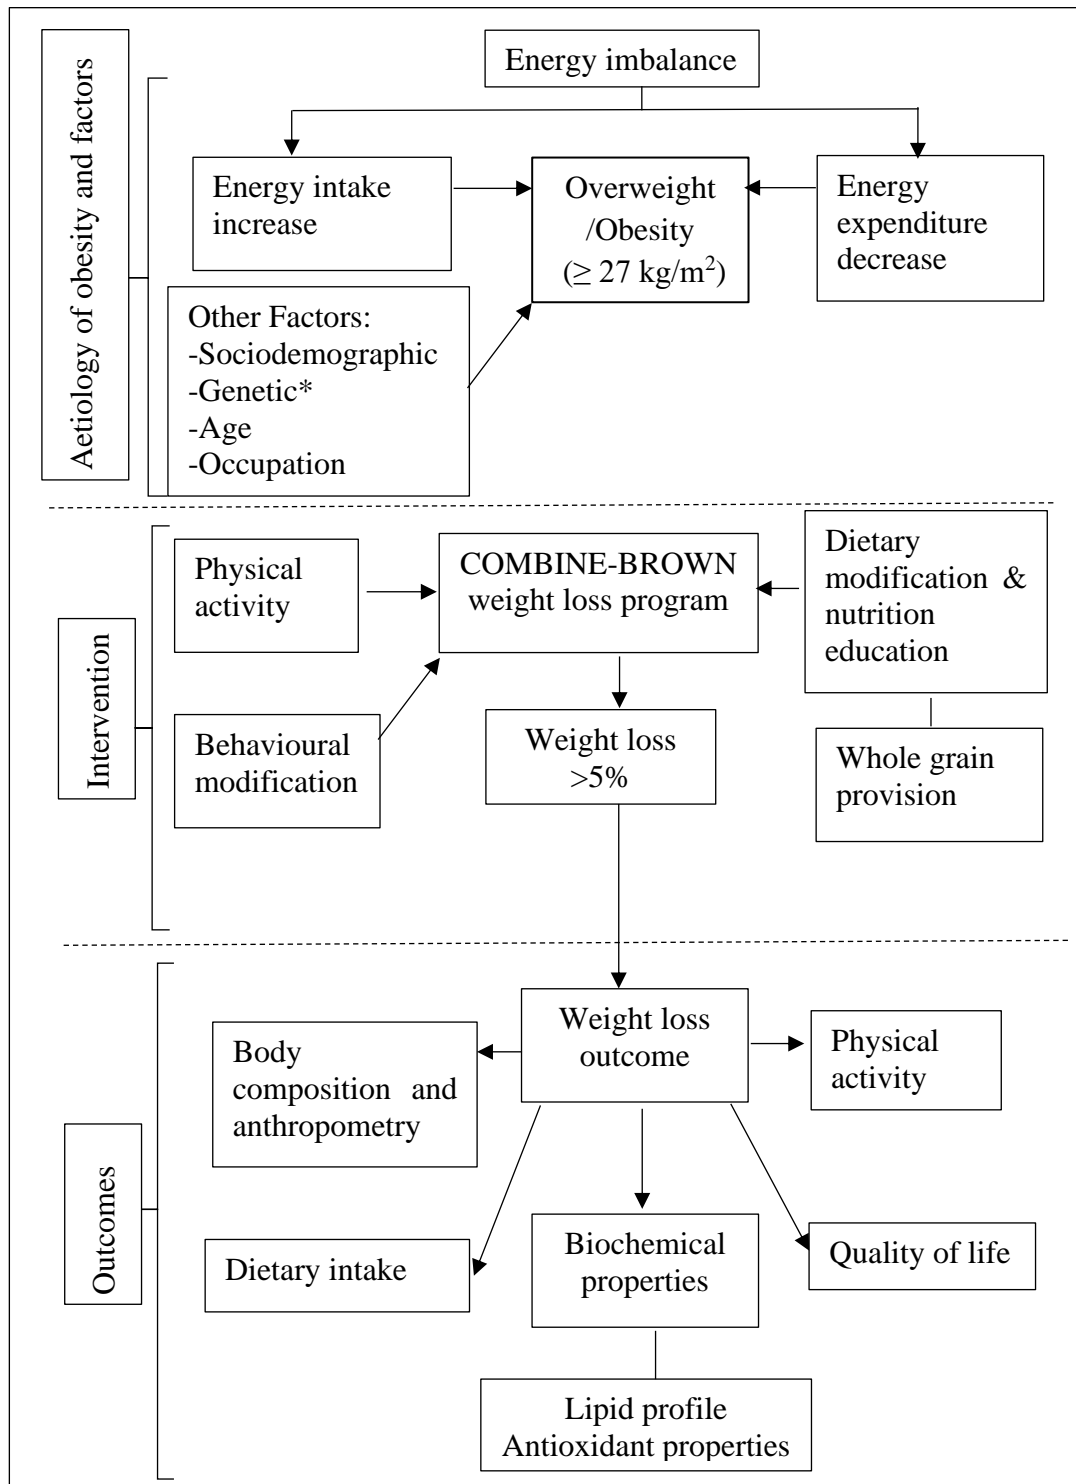 Aetiology of obesity and factors
Energy imbalance
Energy intake
increase
Overweight
/Obesity
(≥ 27 kg/m²)
Energy
expenditure
decrease
Other Factors:
-Sociodemographic
-Genetic*
-Age
-Occupation
Intervention
Physical
activity
COMBINE-BROWN
weight loss program
Dietary
modification &
nutrition
education
Behavioural
modification
Weight loss
>5%
Whole grain
provision
Outcomes
Weight loss
outcome
Body
composition and
anthropometry
Physical
activity
Dietary intake
Biochemical
properties
Quality of life
Lipid profile
Antioxidant properties